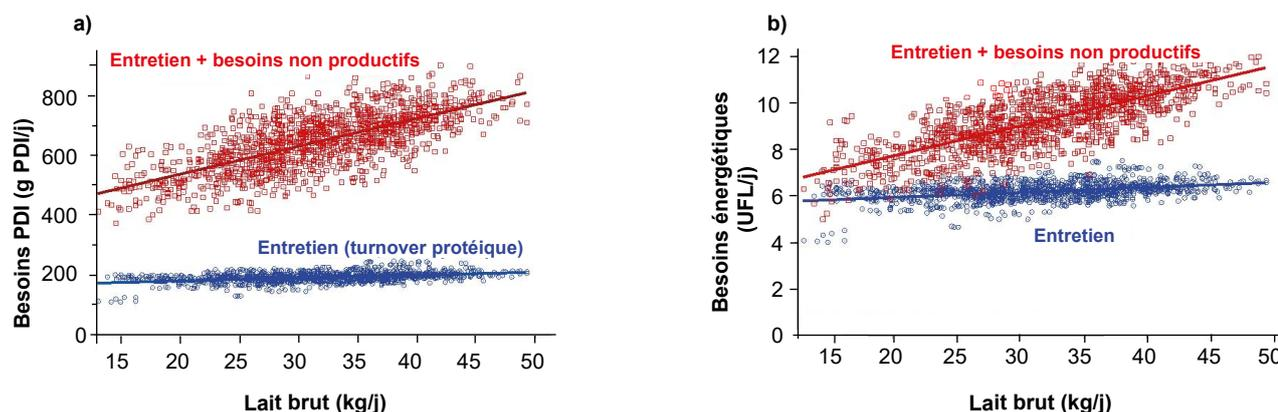 a)
Entretien + besoins non productifs
Besoins PDI (g PDI/j)
800
600
400
200
0
Entretien (turnover protéique)
15 20 25 30 35 40 45 50
Lait brut (kg/j)
b)
Entretien + besoins non productifs
Besoins énergétiques
(UFL/j)
12
10
8
6
4
2
0
Entretien
15 20 25 30 35 40 45 50
Lait brut (kg/j)